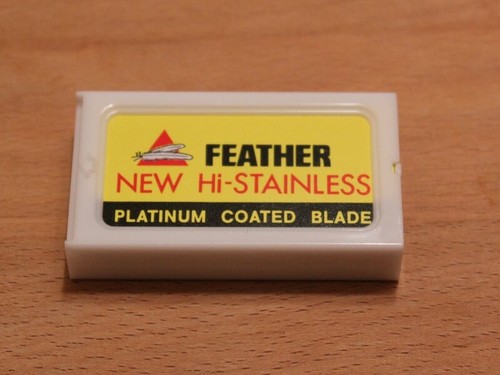 FEATHER
NEW Hi-STAINLESS
PLATINUM COATED BLADE